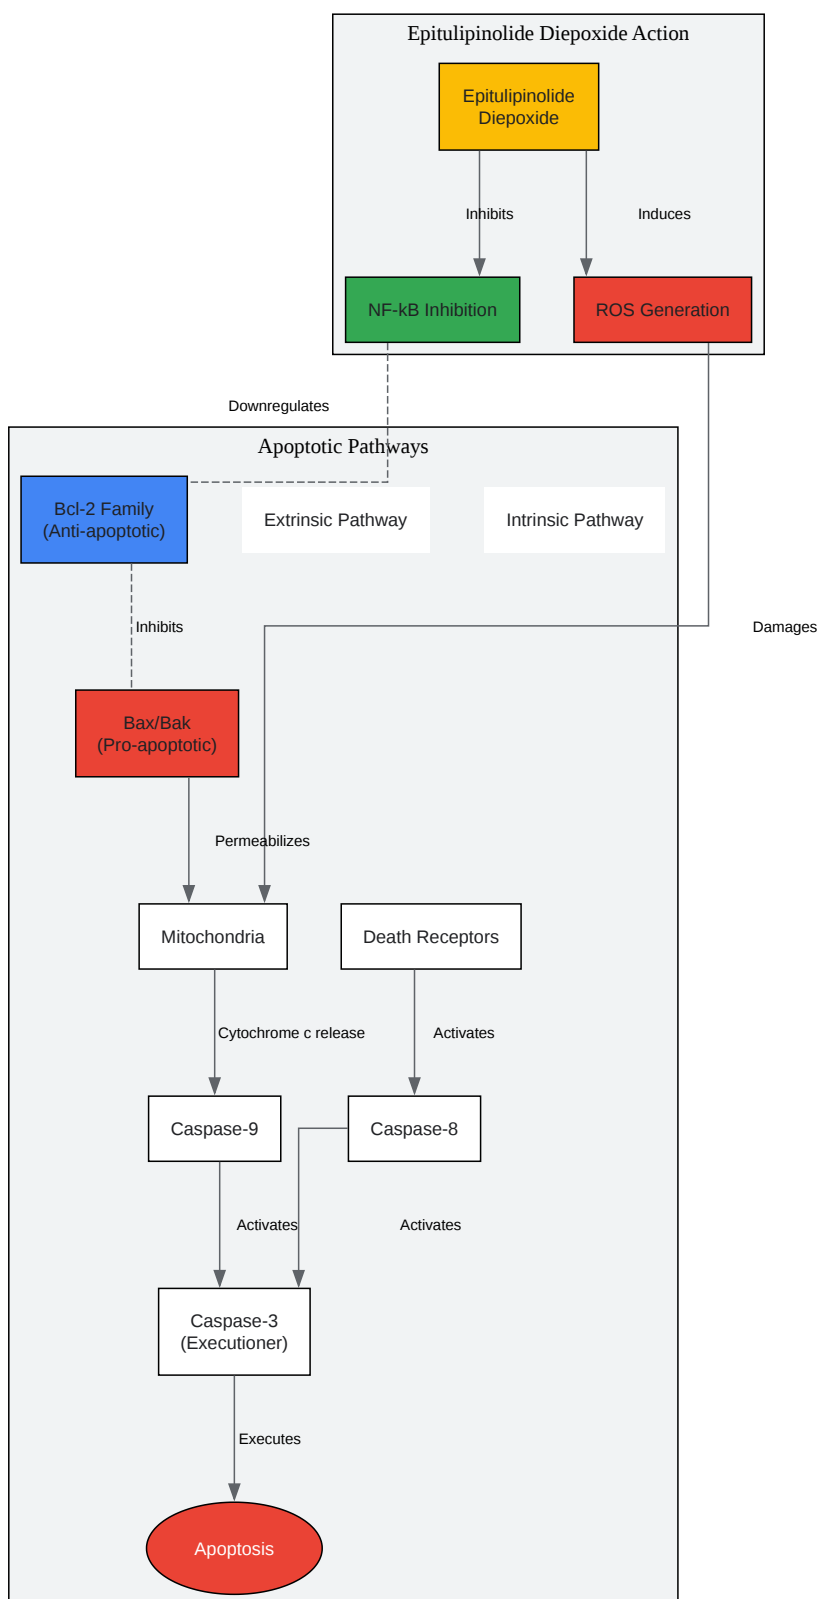 Epitulipinolide Diepoxide Action
Epitulipinolide
Diepoxide
Inhibits
Induces
NF-kB Inhibition
ROS Generation
Downregulates
Apoptotic Pathways
Bcl-2 Family
(Anti-apoptotic)
Extrinsic Pathway
Intrinsic Pathway
Inhibits
Damages
Bax/Bak
(Pro-apoptotic)
Permeabilizes
Mitochondria
Death Receptors
Cytochrome c release
Activates
Caspase-9
Caspase-8
Activates
Activates
Caspase-3
(Executioner)
Executes
Apoptosis